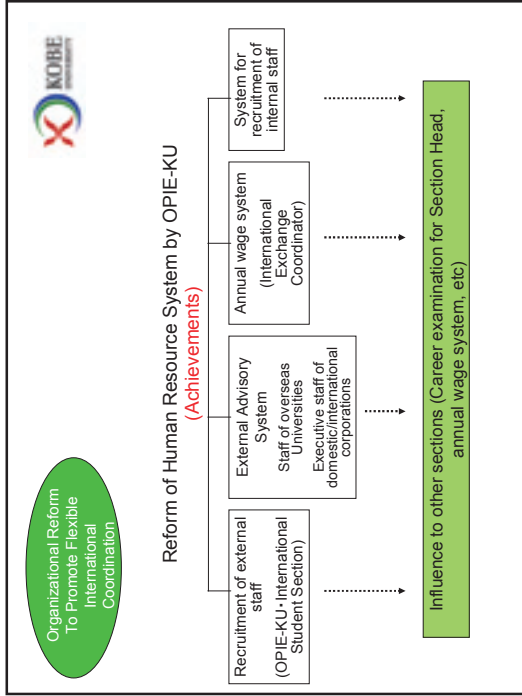 Organizational Reform
To Promote Flexible
International
Coordination
KOBE
UNIVERSITY
Reform of Human Resource System by OPIE-KU
(Achievements)
Recruitment of external
staff
(OPIE-KU・International
Student Section)
External Advisory
System
Staff of overseas
Universities
Executive staff of
domestic/international
corporations
Annual wage system
(International
Exchange
Coordinator)
System for
recruitment of
internal staff
Influence to other sections (Career examination for Section Head,
annual wage system, etc)